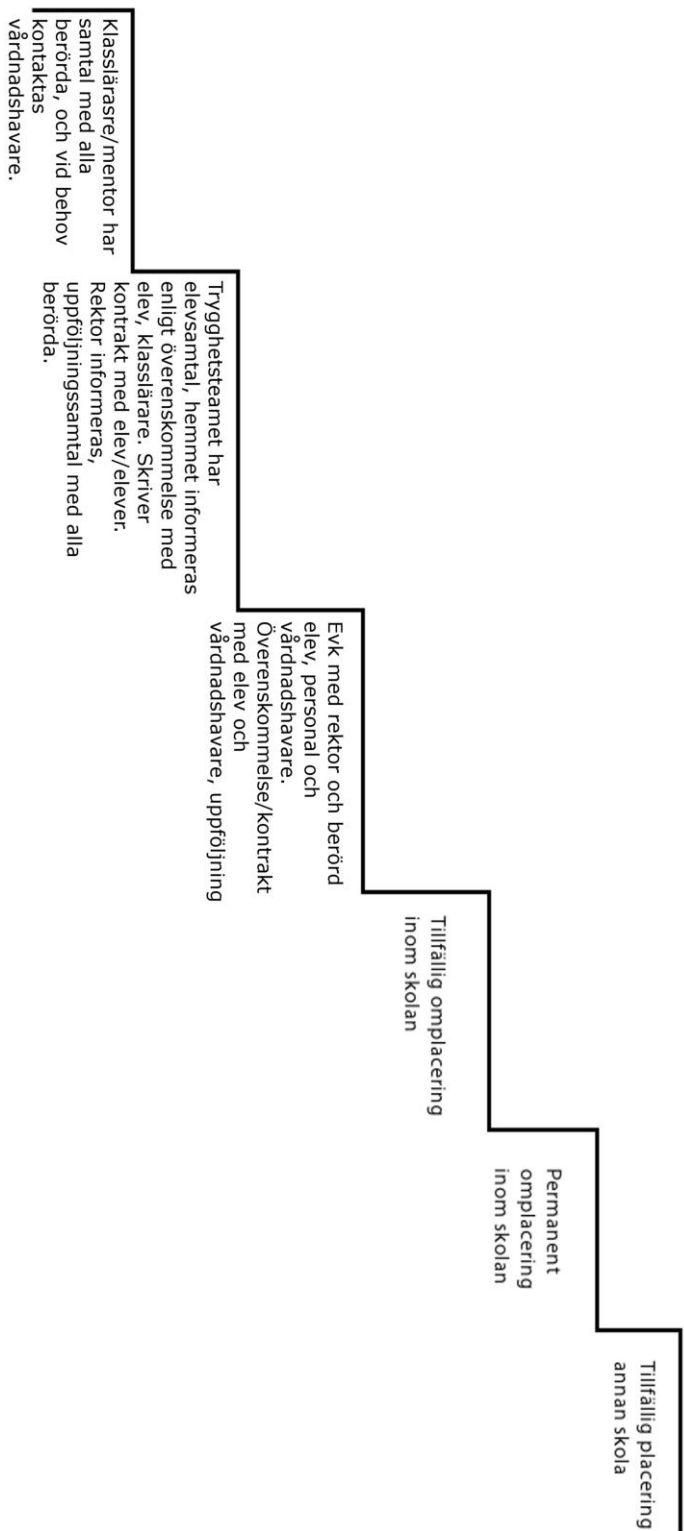 Klasslärasre/mentor har
samtal med alla
berörda, och vid behov
kontaktas
vårdnadshavare.
Trygghetsteamet har
elevsamtal, hemmet informeras
enligt överenskommelse med
elev, klasslärare. Skriver
kontrakt med elev/elever.
Rektor informeras,
uppföljningssamtal med alla
berörda.
Evk med rektor och berörd
elev, personal och
vårdnadshavare.
Överenskommelse/kontrakt
med elev och
vårdnadshavare, uppföljning
Tillfällig omplacering
inom skolan
Permanent
omplacering
inom skolan
Tillfällig placering
annan skola